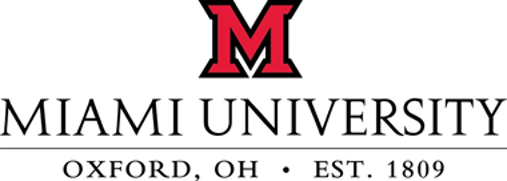 M
MIAMI UNIVERSITY
OXFORD, OH • EST. 1809